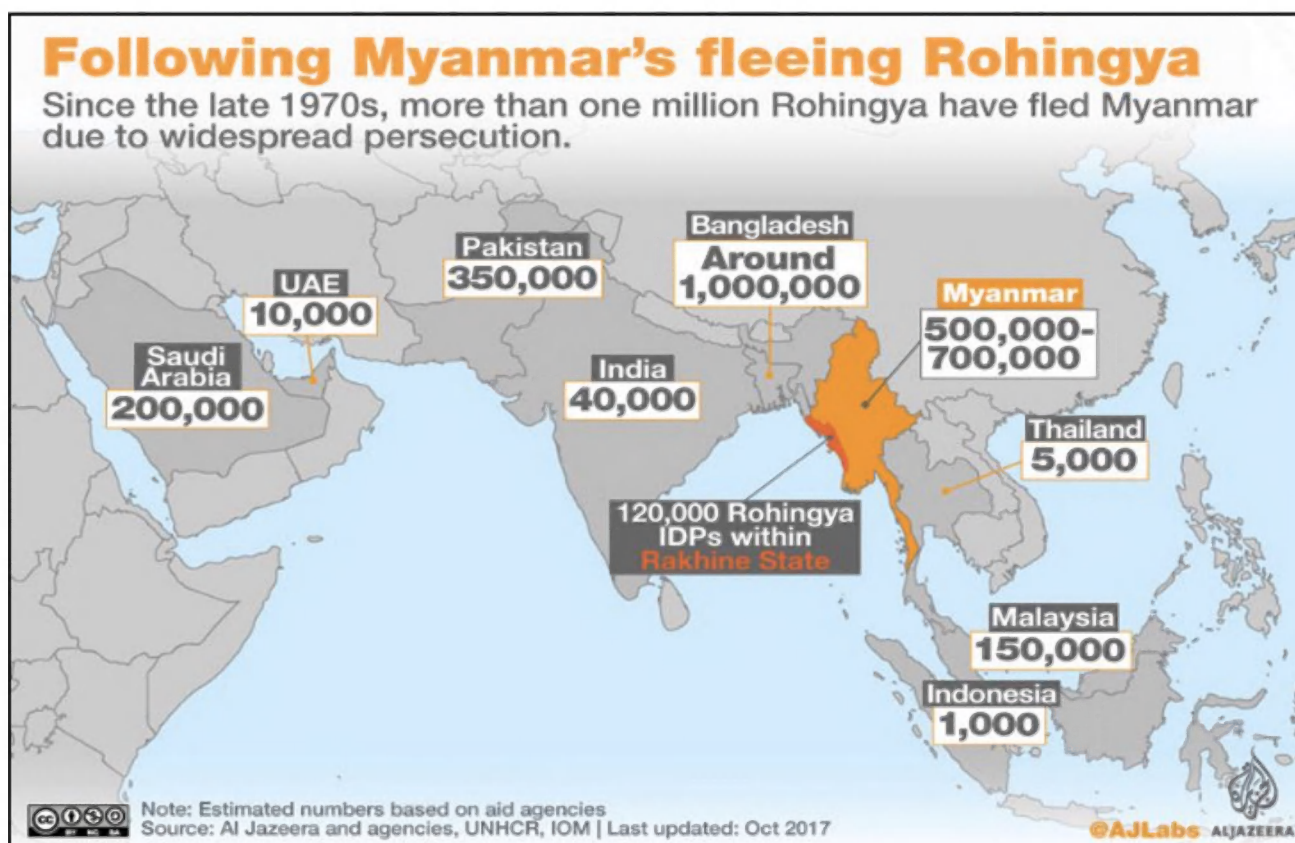 Following Myanmar's fleeing Rohingya
Since the late 1970s, more than one million Rohingya have fled Myanmar
due to widespread persecution.
Bangladesh
Around
1,000,000
Pakistan
350,000
UAE
10,000
Myanmar
500,000-
700,000
Saudi
Arabia
200,000
India
40,000
Thailand
5,000
120,000 Rohingya
IDPs within
Rakhine State
Malaysia
150,000
Indonesia
1,000
cc
BY NC SA
Note: Estimated numbers based on aid agencies
Source: Al Jazeera and agencies, UNHCR, IOM | Last updated: Oct 2017
@AJLabs
ALJAZEERA